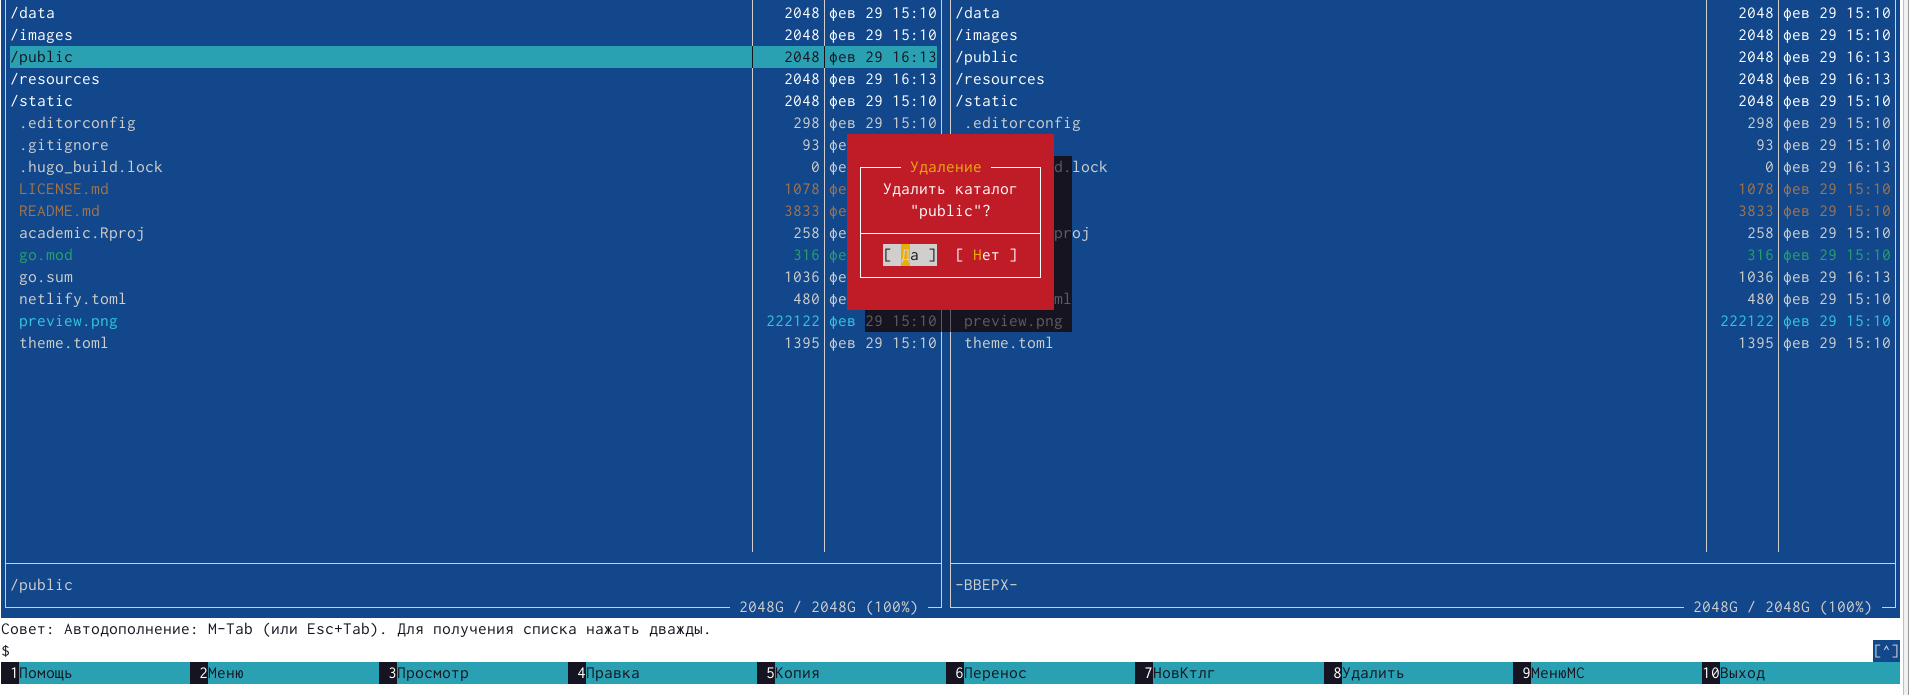 /data 2048 фев 29 15:10 /data 2048 фев 29 15:10
/images 2048 фев 29 15:10 /images 2048 фев 29 15:10
/public 2048 фев 29 16:13 /public 2048 фев 29 16:13
/resources 2048 фев 29 16:13 /resources 2048 фев 29 16:13
/static 2048 фев 29 15:10 /static 2048 фев 29 15:10
.editorconfig 298 фев 29 15:10 .editorconfig 298 фев 29 15:10
.gitignore 93 фе 93 фев 29 15:10
.hugo_build.lock 0 фе Удаление d.lock 0 фев 29 16:13
LICENSE.md 1078 фе Удалить каталог 1078 фев 29 15:10
README.md 3833 фе "public"? 3833 фев 29 15:10
academic.Rproj 258 фе proj 258 фев 29 15:10
go.mod 316 фе [ Да ] [ Нет ] 316 фев 29 15:10
go.sum 1036 фе 1036 фев 29 16:13
netlify.toml 480 фе ml 480 фев 29 15:10
preview.png 222122 фев 29 15:10 preview.png 222122 фев 29 15:10
theme.toml 1395 фев 29 15:10 theme.toml 1395 фев 29 15:10
/public -ВВЕРХ-
2048G / 2048G (100%) 2048G / 2048G (100%)
Совет: Автодополнение: M-Tab (или Esc+Tab). Для получения списка нажать дважды.
$ [^]
1Помощь 2Меню 3Просмотр 4Правка 5Копия 6Перенос 7НовКтлг 8Удалить 9МенюMC 10Выход